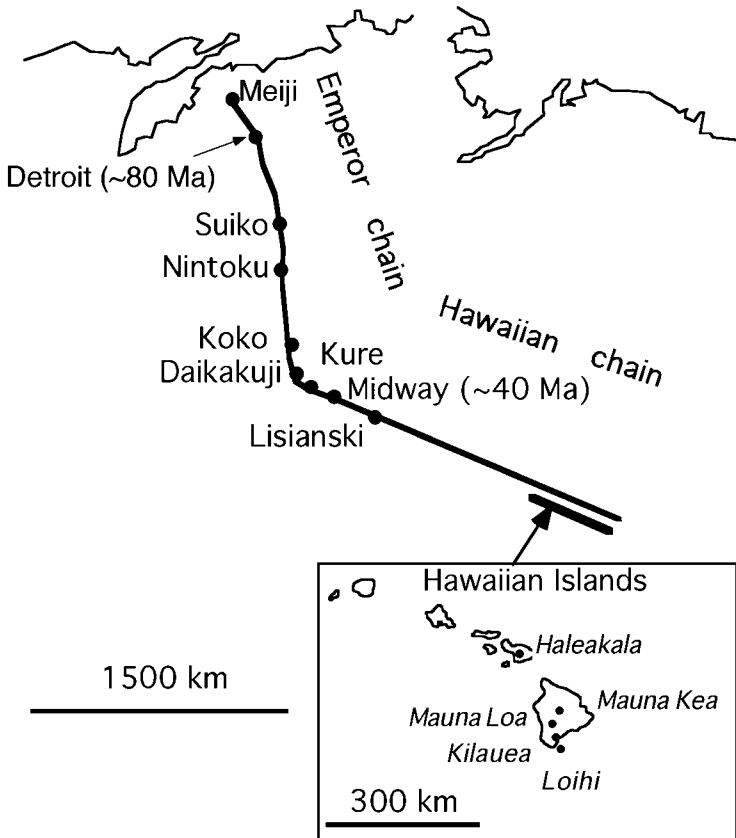 Meiji
Emperor chain
Detroit (~80 Ma)
Suiko
Nintoku
Hawaiian chain
Koko
Kure
Daikakuji
Midway (~40 Ma)
Lisianski
Hawaiian Islands
Haleakala
1500 km
Mauna Kea
Mauna Loa
Kilauea
Loihi
300 km